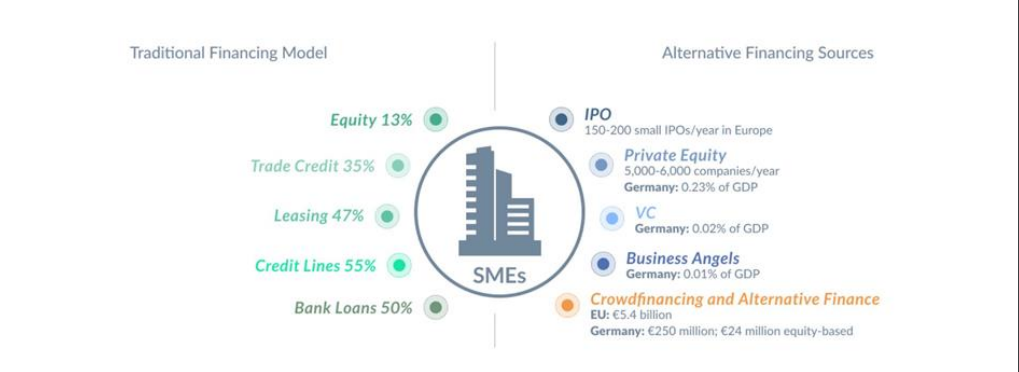 Traditional Financing Model
Alternative Financing Sources
Equity 13%
Trade Credit 35%
Leasing 47%
Credit Lines 55%
Bank Loans 50%
SMEs
IPO
150-200 small IPOs/year in Europe
Private Equity
5,000-6,000 companies/year
Germany: 0.23% of GDP
VC
Germany: 0.02% of GDP
Business Angels
Germany: 0.01% of GDP
Crowdfinancing and Alternative Finance
EU: €5.4 billion
Germany: €250 million; €24 million equity-based